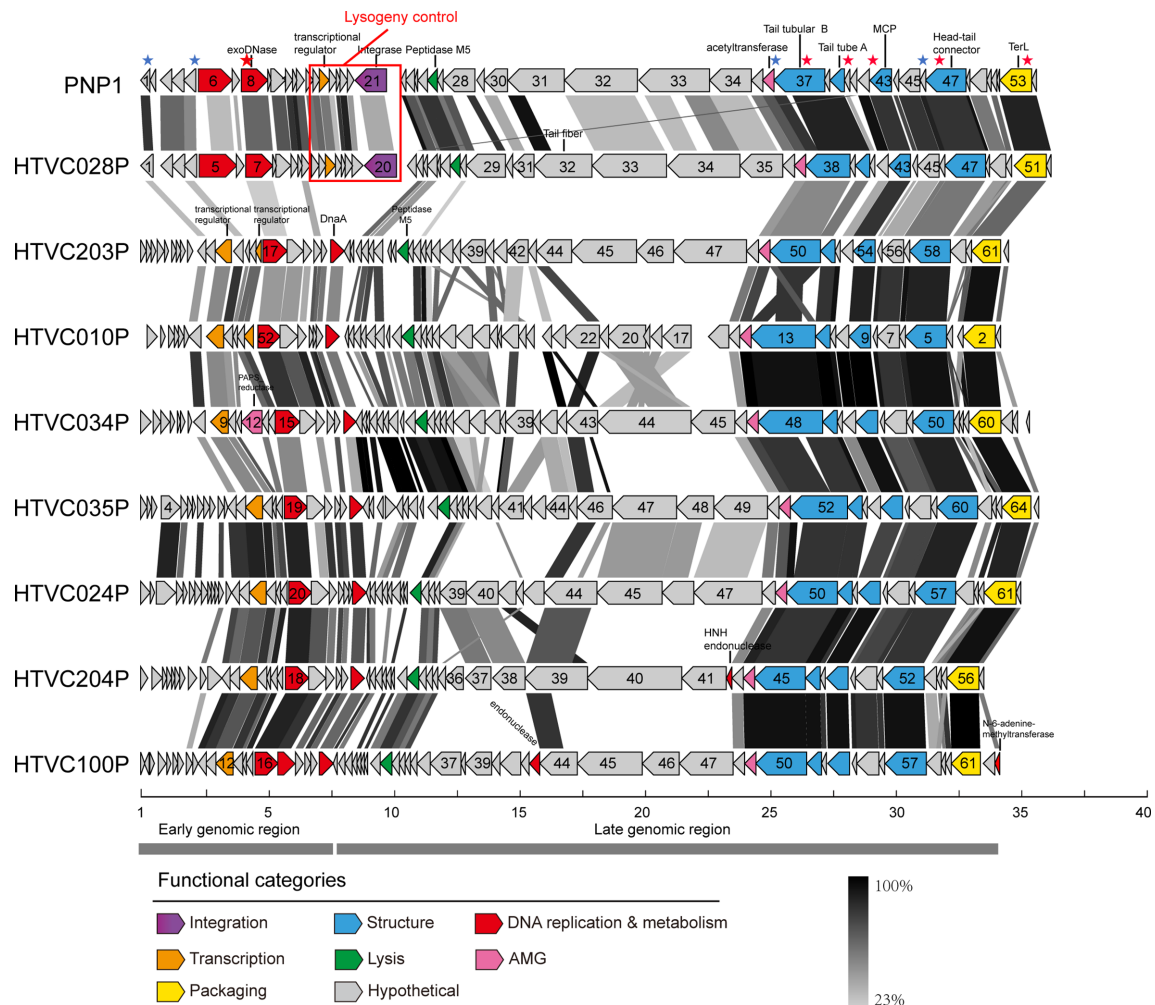 Lysogeny control
exoDNase
transcriptional
regulator
Integrase
Peptidase M5
acetyltransferase
Tail tubular B
Tail tube A
MCP
Head-tail
connector
TerL
PNP1
6
8
21
28
30
31
32
33
34
37
43
45
47
53
Tail fiber
HTVC028P
1
5
7
20
29
31
32
33
34
35
38
43
45
47
51
transcriptional
regulator
transcriptional
regulator
DnaA
Peptidase
M5
HTVC203P
17
39
42
44
45
46
47
50
54
56
58
61
HTVC010P
52
22
20
17
13
9
7
5
2
PAPS_
reductase
HTVC034P
9
12
15
39
43
44
45
48
50
60
HTVC035P
4
19
41
44
46
47
48
49
52
60
64
HTVC024P
20
39
40
44
45
47
50
57
61
HNH
endonuclease
HTVC204P
18
36
37
38
39
40
41
45
52
56
endonuclease
N-6-adenine-
methyltransferase
HTVC100P
12
16
37
39
44
45
46
47
50
57
61
1
5
10
15
20
25
30
35
40
Early genomic region
Late genomic region
Functional categories
Integration
Structure
DNA replication & metabolism
Transcription
Lysis
AMG
Packaging
Hypothetical
100%
23%